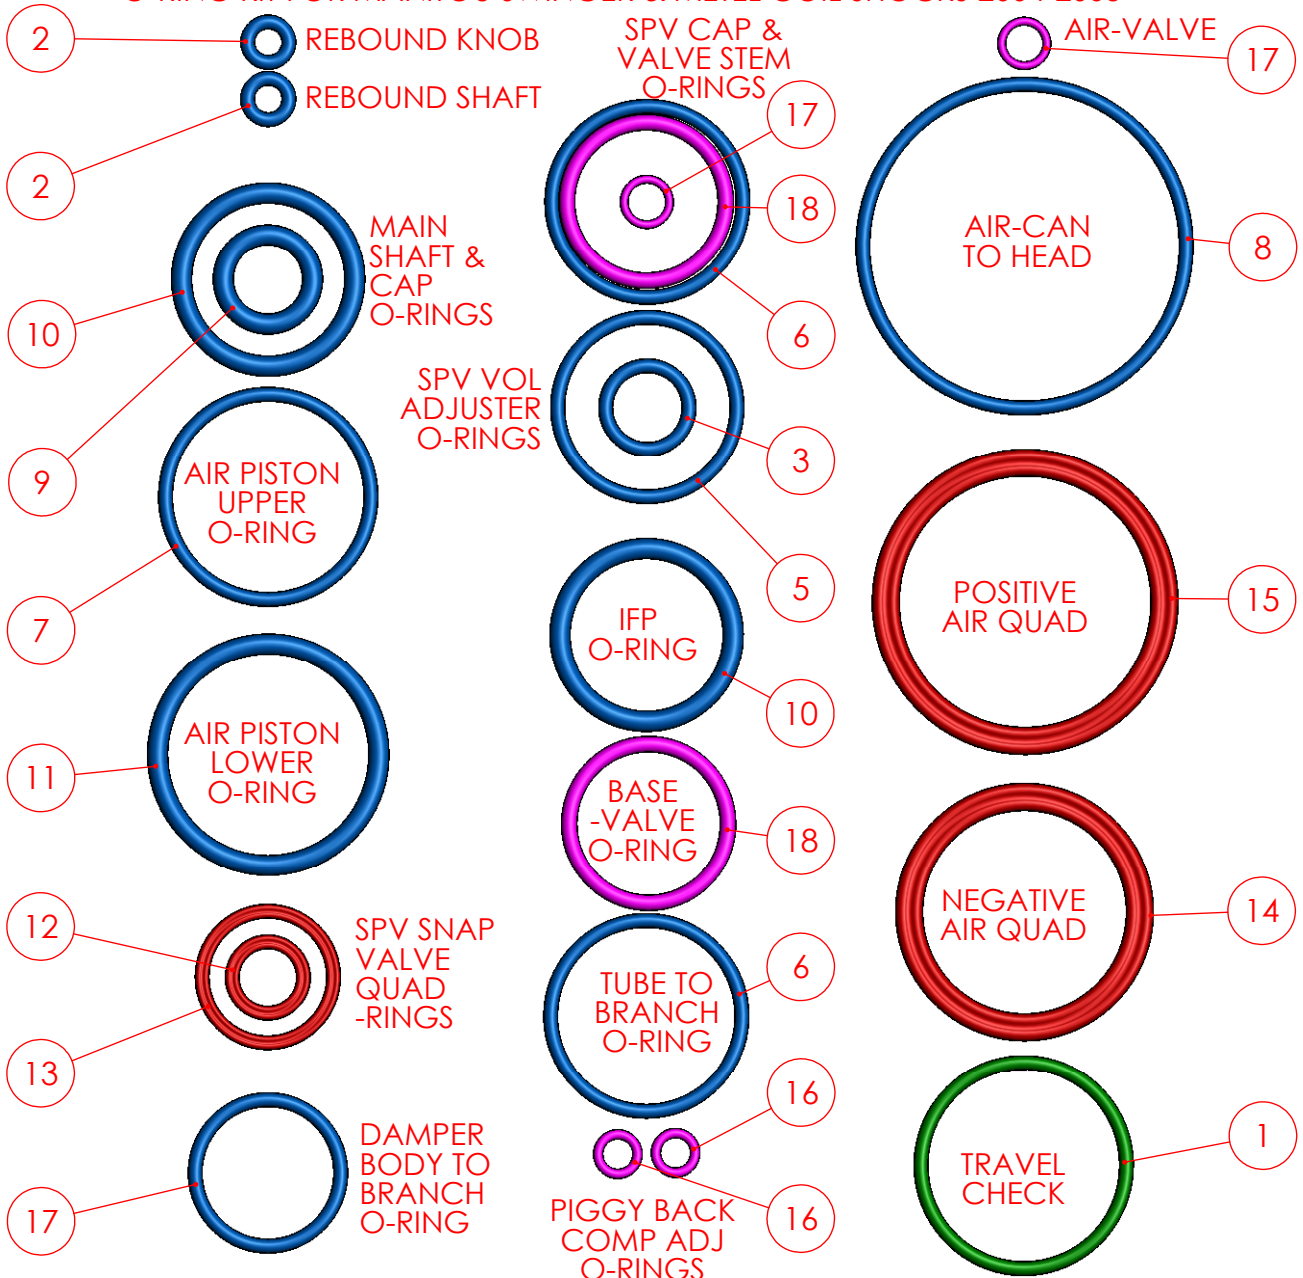 2
REBOUND KNOB
REBOUND SHAFT
2
MAIN
SHAFT &
CAP
O-RINGS
10
9
AIR PISTON
UPPER
O-RING
7
AIR PISTON
LOWER
O-RING
11
12
SPV SNAP
VALVE
QUAD
-RINGS
13
DAMPER
BODY TO
BRANCH
O-RING
17
SPV CAP &
VALVE STEM
O-RINGS
17
18
6
SPV VOL
ADJUSTER
O-RINGS
3
5
IFP
O-RING
10
BASE
-VALVE
O-RING
18
6
TUBE TO
BRANCH
O-RING
16
16
PIGGY BACK
COMP ADJ
O-RINGS
AIR-VALVE
17
AIR-CAN
TO HEAD
8
POSITIVE
AIR QUAD
15
NEGATIVE
AIR QUAD
14
TRAVEL
CHECK
1